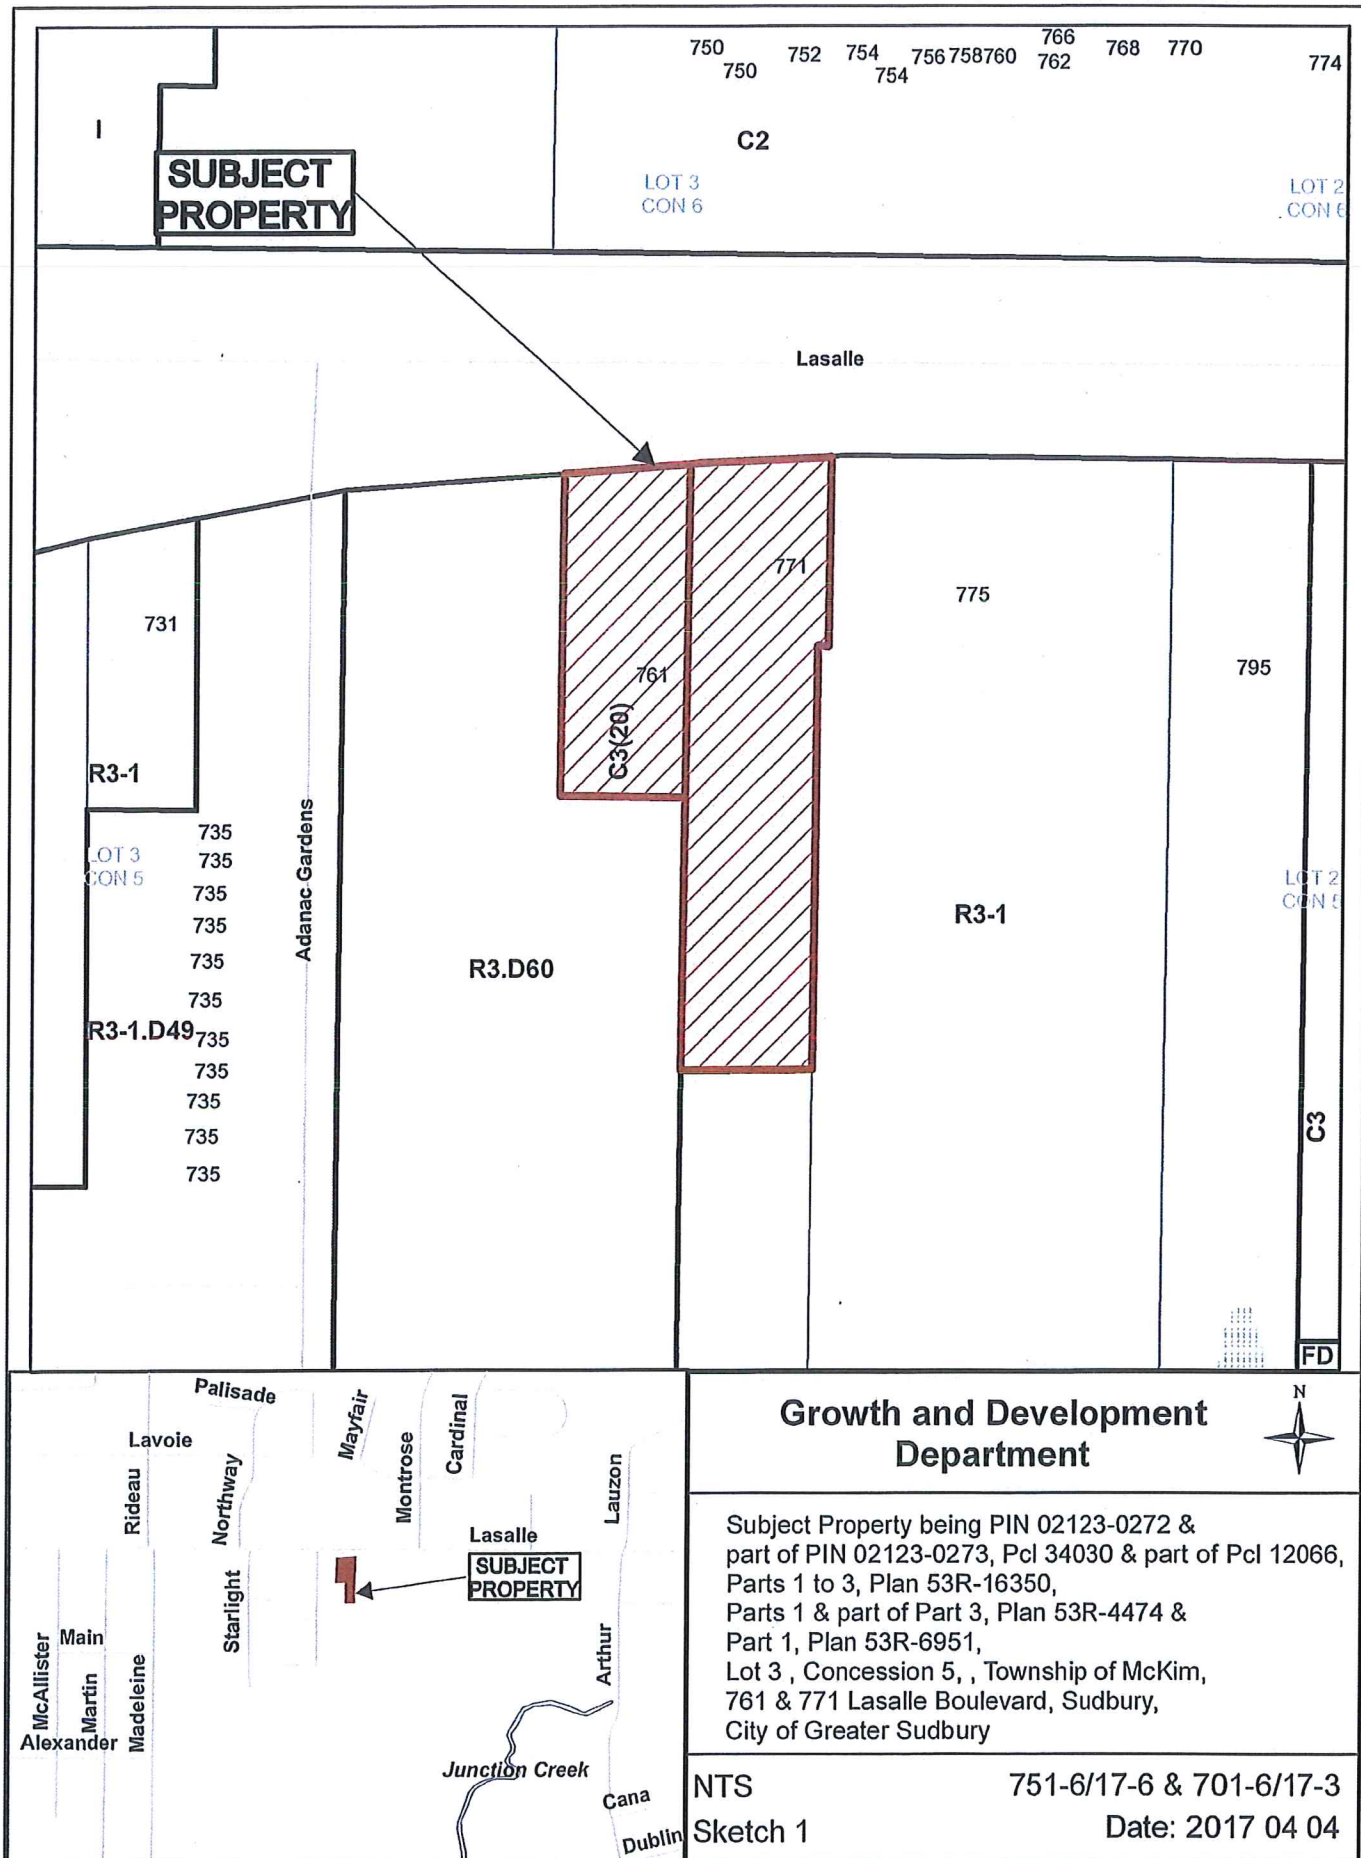 750
750
752
754
754
756
758
760
766
762
768
770
774
I
C2
SUBJECT
PROPERTY
LOT 3
CON 6
LOT 2
CON 6
Lasalle
731
771
775
761
795
C3(20)
R3-1
735
735
735
735
735
735
735
735
735
735
735
LOT 3
CON 5
Adanac Gardens
LOT 2
CON 5
R3-1
R3.D60
R3-1.D49
C3
FD
Palisade
Lavoie
Rideau
Northway
Mayfair
Montrose
Cardinal
Lauzon
Lasalle
SUBJECT
PROPERTY
Starlight
McAllister
Main
Martin
Madeleine
Alexander
Arthur
Junction Creek
Cana
Dublin
Growth and Development
Department
N
Subject Property being PIN 02123-0272 &
part of PIN 02123-0273, Pcl 34030 & part of Pcl 12066,
Parts 1 to 3, Plan 53R-16350,
Parts 1 & part of Part 3, Plan 53R-4474 &
Part 1, Plan 53R-6951,
Lot 3 , Concession 5, , Township of McKim,
761 & 771 Lasalle Boulevard, Sudbury,
City of Greater Sudbury
NTS
751-6/17-6 & 701-6/17-3
Sketch 1
Date: 2017 04 04